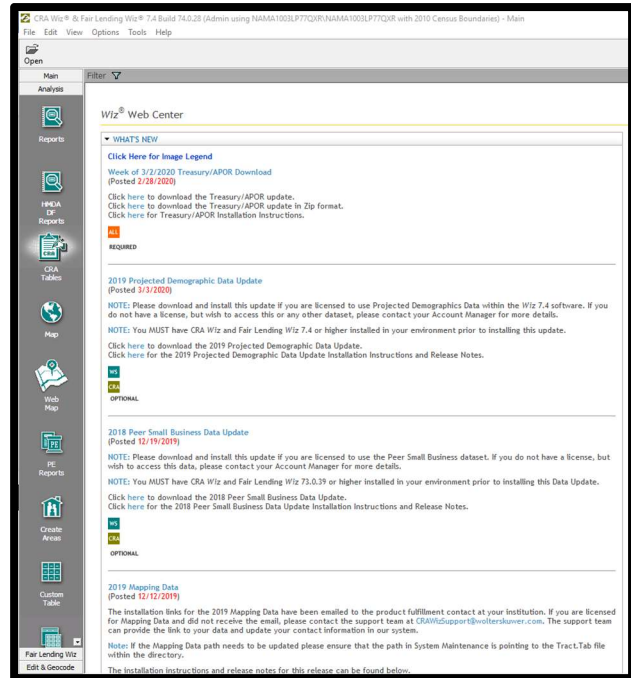 CRA Wiz® & Fair Lending Wiz® 7.4 Build 74.0.28 (Admin using NAMA1003LP77QXR\NAMA1003LP77QXR with 2010 Census Boundaries) - Main
File Edit View Options Tools Help
Open
Main
Filter
Analysis
Reports
HMDA
DF
Reports
CRA
CRA
Tables
Map
Web
Map
PE
PE
Reports
Create
Areas
Custom
Table
Fair Lending Wiz
Edit & Geocode
Wiz® Web Center
WHAT'S NEW
Click Here for Image Legend
Week of 3/2/2020 Treasury/APOR Download
(Posted 2/28/2020)
Click here to download the Treasury/APOR update.
Click here to download the Treasury/APOR update in Zip format.
Click here for Treasury/APOR Installation Instructions.
ALL
REQUIRED
2019 Projected Demographic Data Update
(Posted 3/3/2020)
NOTE: Please download and install this update if you are licensed to use Projected Demographics Data within the Wiz 7.4 software. If you
do not have a license, but wish to access this or any other dataset, please contact your Account Manager for more details.
NOTE: You MUST have CRA Wiz and Fair Lending Wiz 7.4 or higher installed in your environment prior to installing this update.
Click here to download the 2019 Projected Demographic Data Update.
Click here for the 2019 Projected Demographic Data Update Installation Instructions and Release Notes.
WS
CRA
OPTIONAL
2018 Peer Small Business Data Update
(Posted 12/19/2019)
NOTE: Please download and install this update if you are licensed to use the Peer Small Business dataset. If you do not have a license, but
wish to access this data, please contact your Account Manager for more details.
NOTE: You MUST have CRA Wiz and Fair Lending Wiz 73.0.39 or higher installed in your environment prior to installing this Data Update.
Click here to download the 2018 Peer Small Business Data Update.
Click here for the 2018 Peer Small Business Data Update Installation Instructions and Release Notes.
WS
CRA
OPTIONAL
2019 Mapping Data
(Posted 12/12/2019)
The installation links for the 2019 Mapping Data have been emailed to the product fulfillment contact at your institution. If you are licensed
for Mapping Data and did not receive the email, please contact the support team at CRAWizSupport@wolterskluwer.com. The support team
can provide the link to your data and update your contact information in our system.
Note: If the Mapping Data path needs to be updated please ensure that the path in System Maintenance is pointing to the Tract.Tab file
within the directory.
The installation instructions and release notes for this release can be found below.